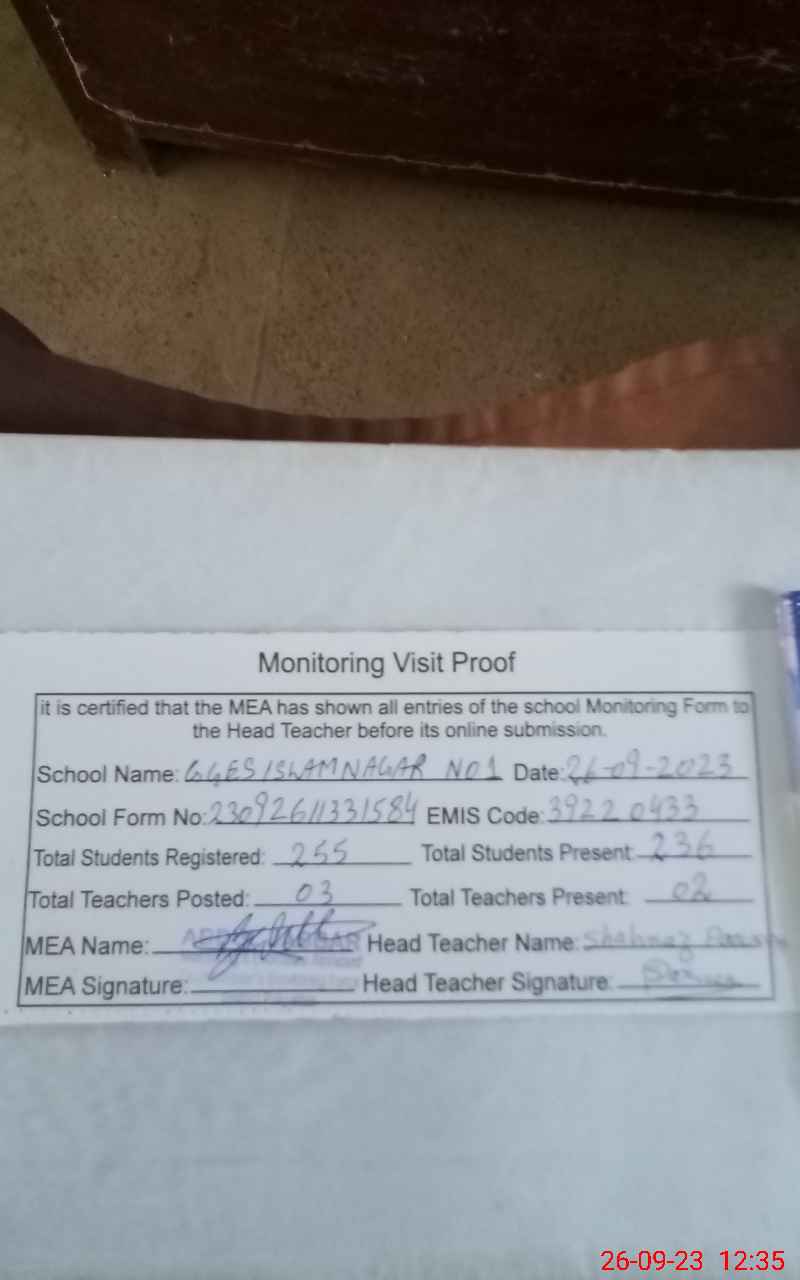 Monitoring Visit Proof
it is certified that the MEA has shown all entries of the school Monitoring Form to
the Head Teacher before its online submission.
School Name: GGES ISLAMNAGAR NO1 Date: 26-09-2023
School Form No: 23092611331584 EMIS Code: 39220433
Total Students Registered: 255 Total Students Present: 236
Total Teachers Posted: 03 Total Teachers Present: 02
MEA Name: Head Teacher Name: Shahnaz
MEA Signature: Head Teacher Signature:
26-09-23 12:35